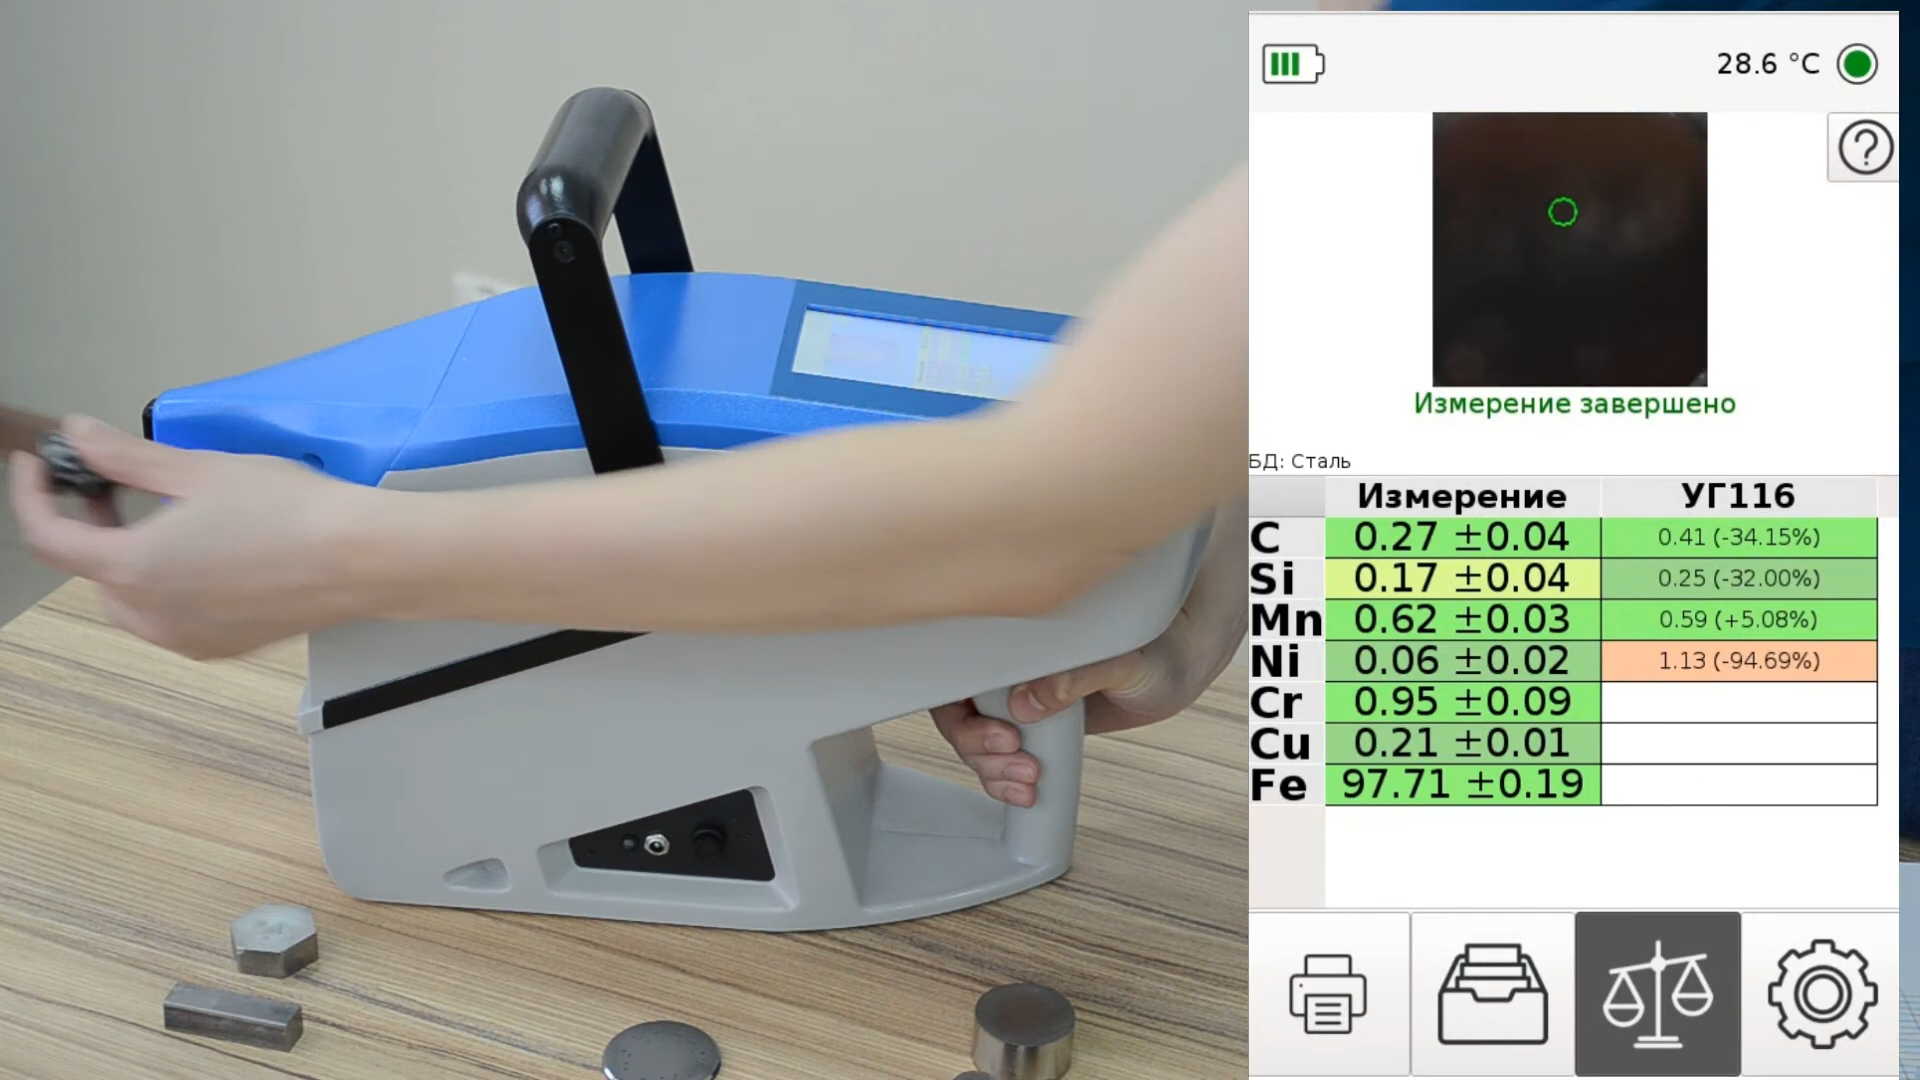 28.6 °C
Измерение завершено
БД: Сталь
Измерение УГ116
C 0.27 ±0.04 0.41 (-34.15%)
Si 0.17 ±0.04 0.25 (-32.00%)
Mn 0.62 ±0.03 0.59 (+5.08%)
Ni 0.06 ±0.02 1.13 (-94.69%)
Cr 0.95 ±0.09
Cu 0.21 ±0.01
Fe 97.71 ±0.19